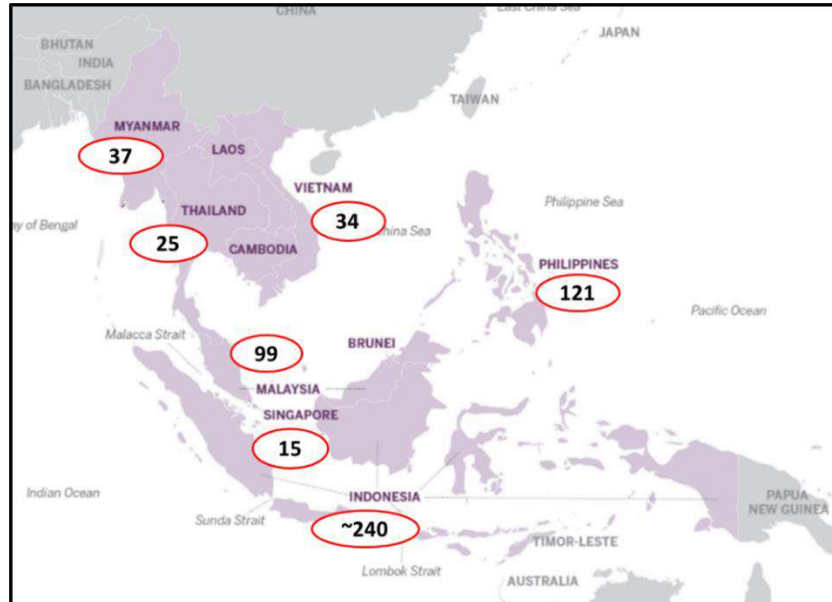 CHINA
East China Sea
JAPAN
BHUTAN
INDIA
BANGLADESH
TAIWAN
MYANMAR
37
LAOS
VIETNAM
34
THAILAND
25
CAMBODIA
Philippine Sea
ay of Bengal
China Sea
PHILIPPINES
121
Pacific Ocean
Malacca Strait
99
BRUNEI
MALAYSIA
SINGAPORE
15
Indian Ocean
INDONESIA
PAPUA
NEW GUINEA
Sunda Strait
~240
TIMOR-LESTE
Lombok Strait
AUSTRALIA